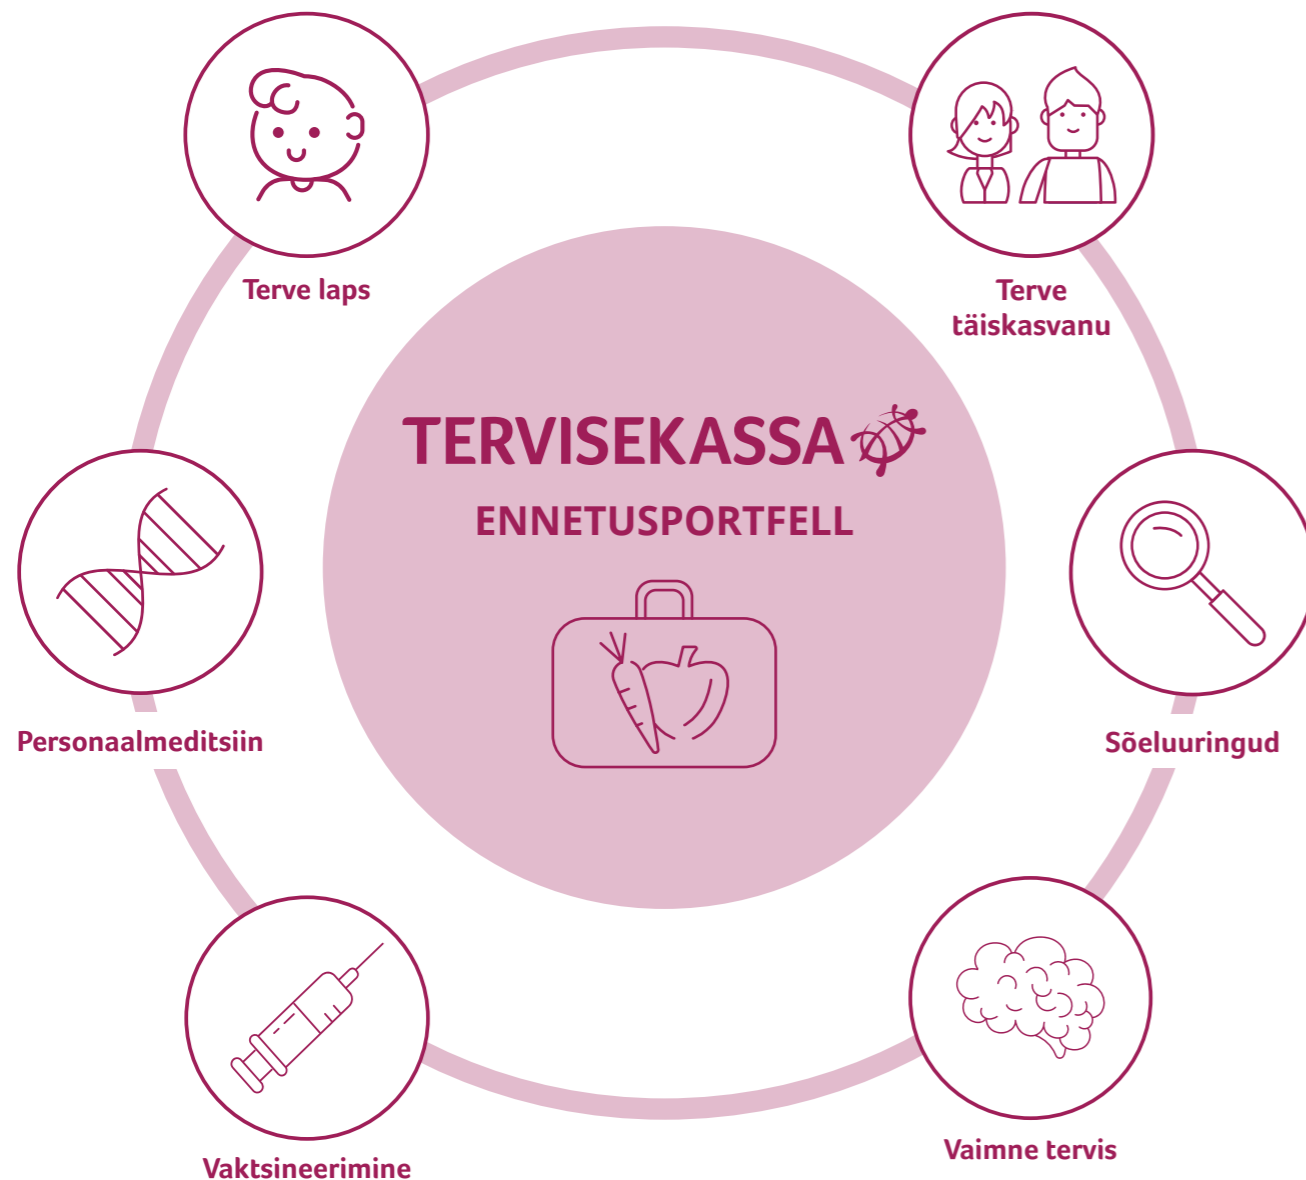 Terve laps
Terve
täiskasvanu
TERVISEKASSA
ENNETUSPORTFELL
Personaalmeditsiin
Sõeluuringud
Vaktsineerimine
Vaimne tervis